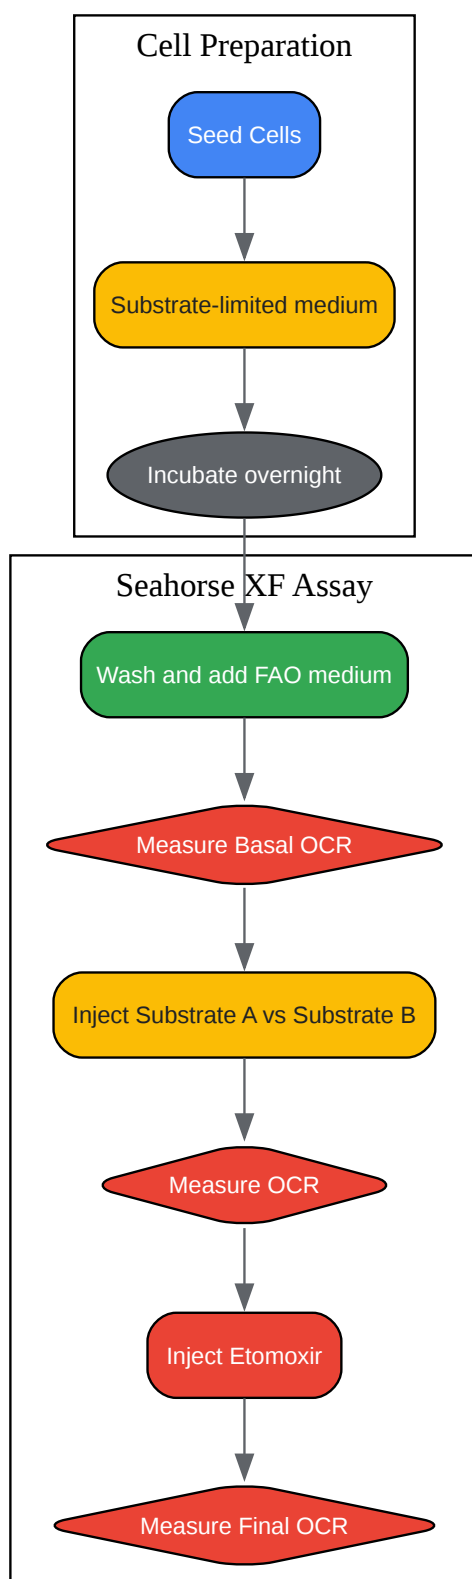 Cell Preparation
Seed Cells
Substrate-limited medium
Incubate overnight
Seahorse XF Assay
Wash and add FAO medium
Measure Basal OCR
Inject Substrate A vs Substrate B
Measure OCR
Inject Etomoxir
Measure Final OCR